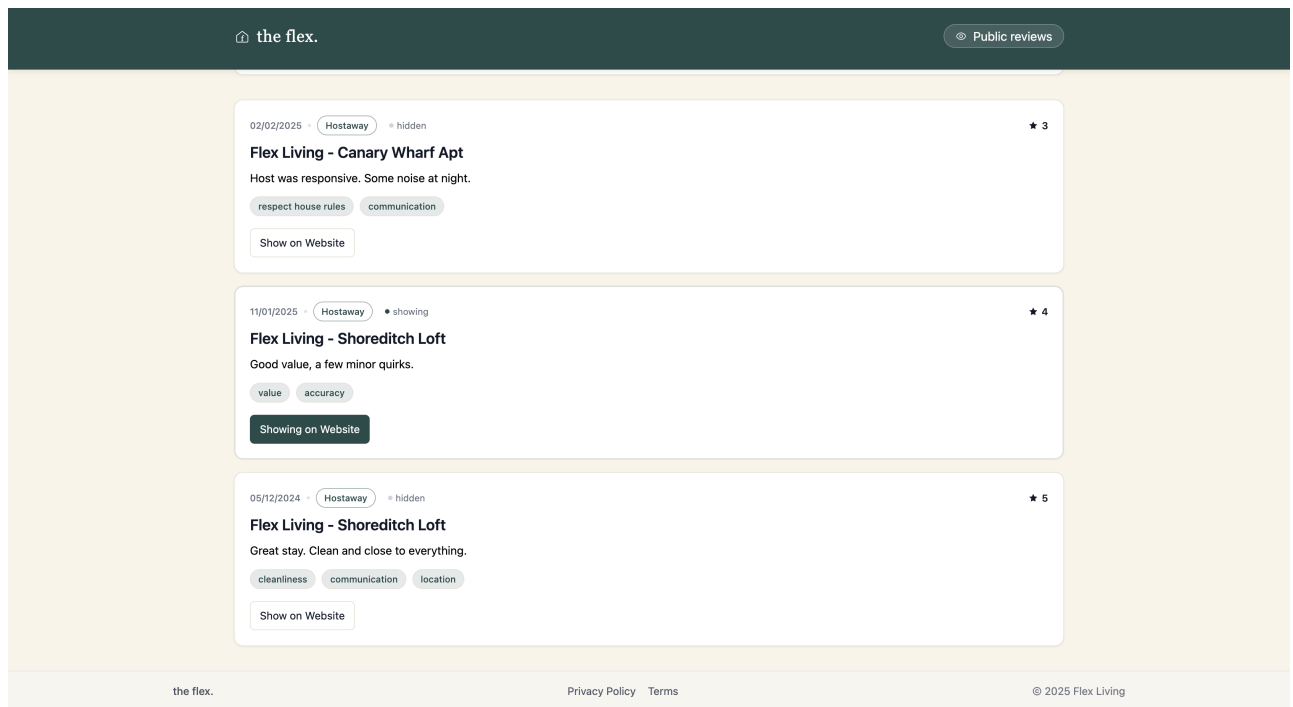 the flex.
Public reviews
02/02/2025 • Hostaway • hidden
★ 3
Flex Living - Canary Wharf Apt
Host was responsive. Some noise at night.
respect house rules communication
Show on Website
11/01/2025 • Hostaway • showing
★ 4
Flex Living - Shoreditch Loft
Good value, a few minor quirks.
value accuracy
Showing on Website
05/12/2024 • Hostaway • hidden
★ 5
Flex Living - Shoreditch Loft
Great stay. Clean and close to everything.
cleanliness communication location
Show on Website
the flex.
Privacy Policy Terms
© 2025 Flex Living